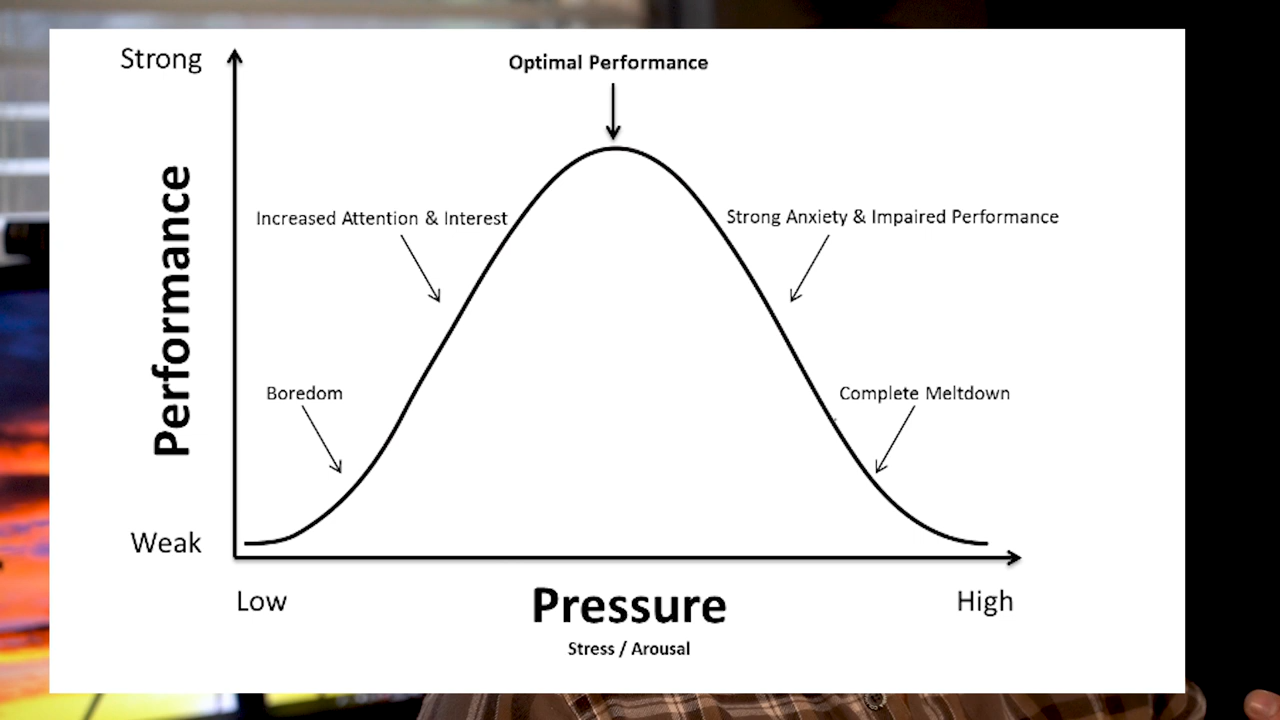 Strong
Optimal Performance
Increased Attention & Interest
Strong Anxiety & Impaired Performance
Performance
Boredom
Complete Meltdown
Weak
Low
Pressure
High
Stress / Arousal